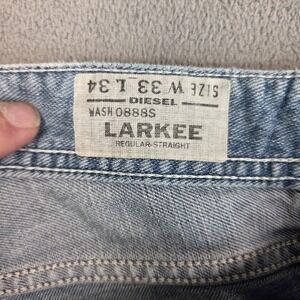 SIZE W 33 L 34
DIESEL
WASH 0888S
LARKEE
REGULAR-STRAIGHT